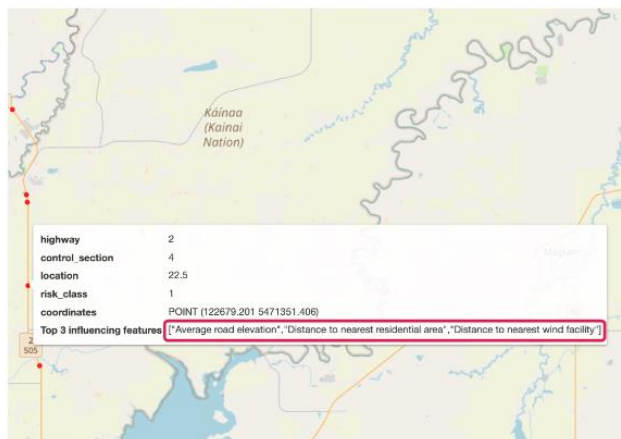 Káínaa
(Kainai
Nation)
highway 2
control_section 4
location 22.5
risk_class 1
coordinates POINT (122679.201 5471351.406)
Top 3 influencing features ["Average road elevation","Distance to nearest residential area","Distance to nearest wind facility"]
505